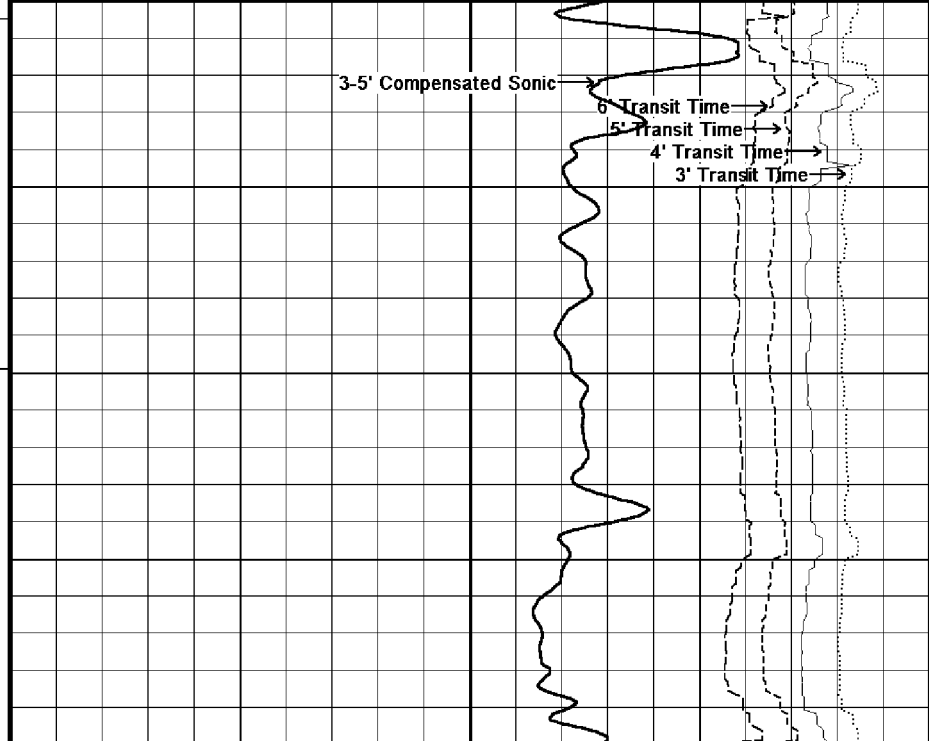 3-5' Compensated Sonic
6' Transit Time
5' Transit Time
4' Transit Time
3' Transit Time